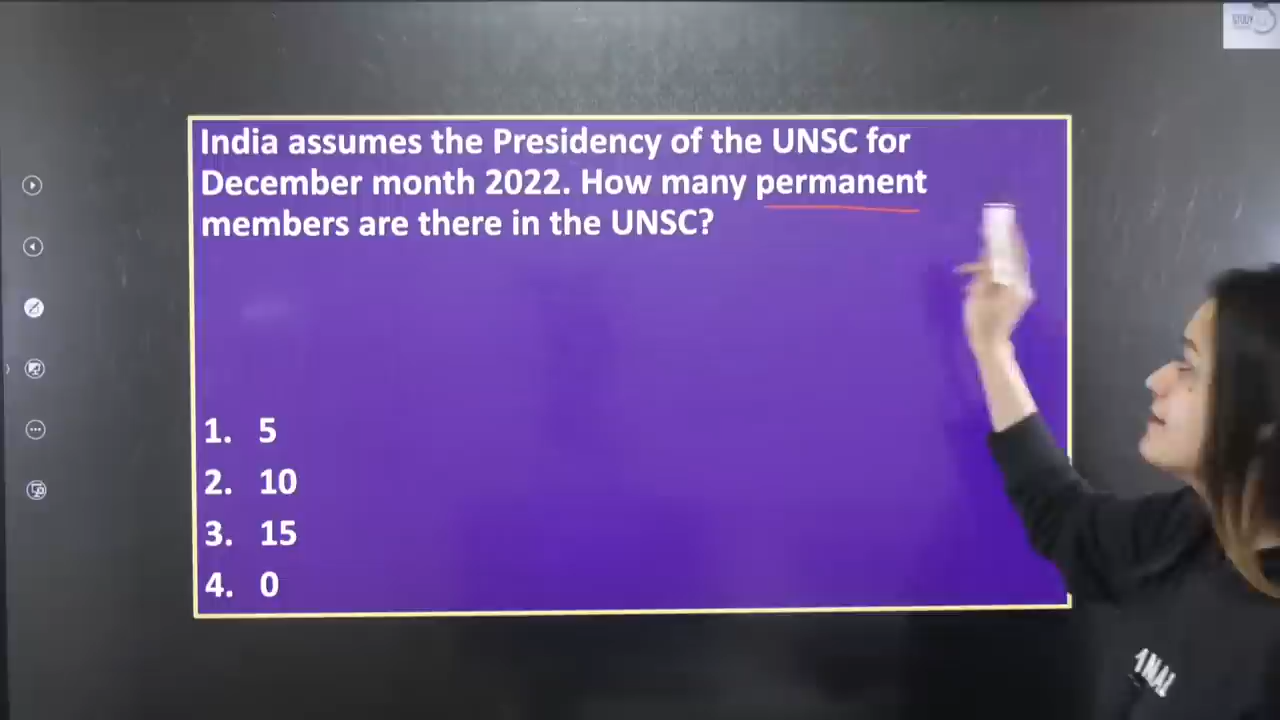 STUDY
India assumes the Presidency of the UNSC for
December month 2022. How many permanent
members are there in the UNSC?
1. 5
2. 10
3. 15
4. 0